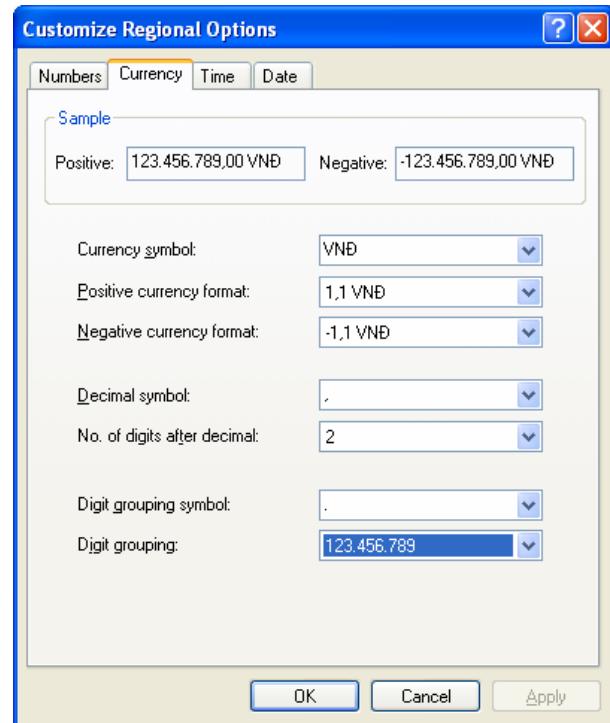 Customize Regional Options
Numbers Currency Time Date
Sample
Positive: 123.456.789,00 VNĐ Negative: -123.456.789,00 VNĐ
Currency symbol: VNĐ
Positive currency format: 1,1 VNĐ
Negative currency format: -1,1 VNĐ
Decimal symbol: ,
No. of digits after decimal: 2
Digit grouping symbol: .
Digit grouping: 123.456.789
OK Cancel Apply